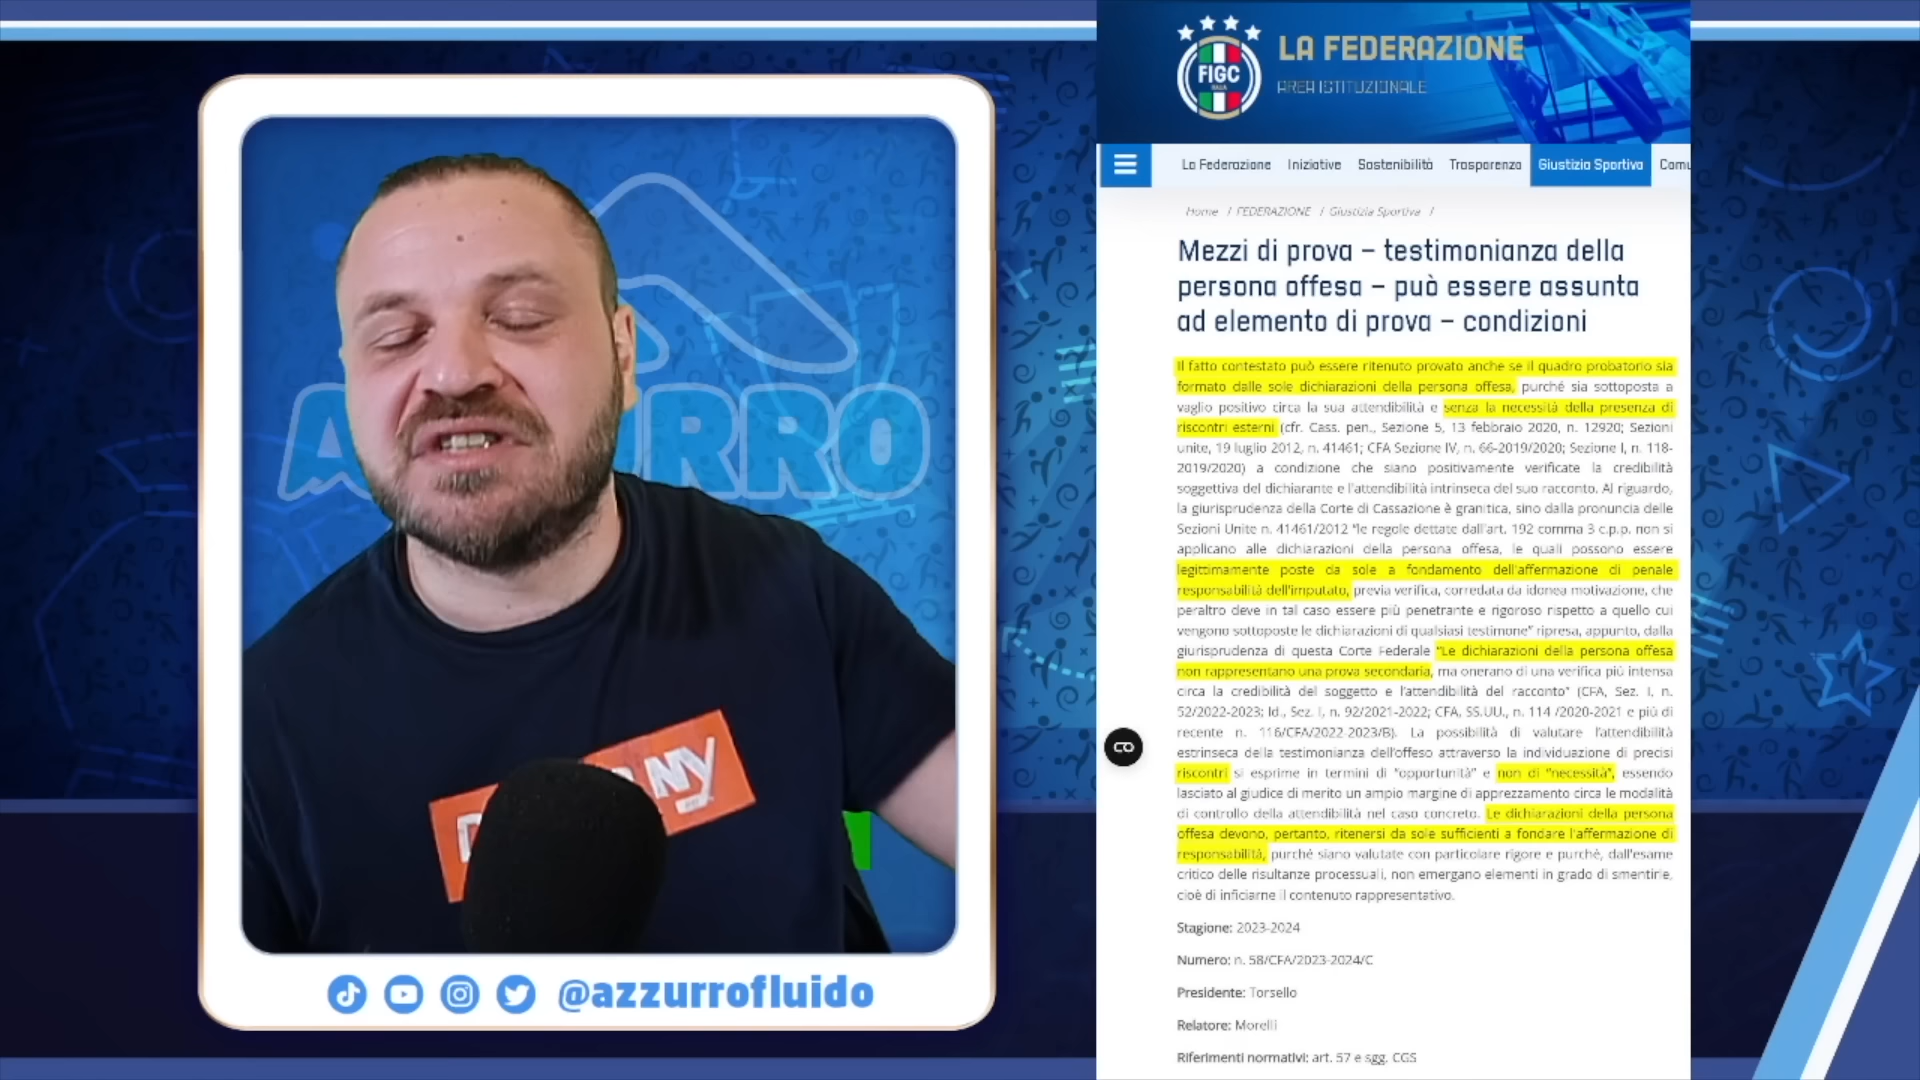 AZZURRO
NY
@azzurrofluido
FIGC
ITALIA
LA FEDERAZIONE
AREA ISTITUZIONALE
La Federazione Iniziative Sostenibilità Trasparenza Giustizia Sportiva Comu
Home / FEDERAZIONE / Giustizia Sportiva /
Mezzi di prova – testimonianza della
persona offesa – può essere assunta
ad elemento di prova – condizioni
Il fatto contestato può essere ritenuto provato anche se il quadro probatorio sia
formato dalle sole dichiarazioni della persona offesa, purché sia sottoposta a
vaglio positivo circa la sua attendibilità e senza la necessità della presenza di
riscontri esterni (cfr. Cass. pen., Sezione 5, 13 febbraio 2020, n. 12920; Sezioni
unite, 19 luglio 2012, n. 41461; CFA Sezione IV, n. 66-2019/2020; Sezione I, n. 118-
2019/2020) a condizione che siano positivamente verificate la credibilità
soggettiva del dichiarante e l'attendibilità intrinseca del suo racconto. Al riguardo,
la giurisprudenza della Corte di Cassazione è granitica, sino dalla pronuncia delle
Sezioni Unite n. 41461/2012 "le regole dettate dall'art. 192 comma 3 c.p.p. non si
applicano alle dichiarazioni della persona offesa, le quali possono essere
legittimamente poste da sole a fondamento dell'affermazione di penale
responsabilità dell'imputato, previa verifica, corredata da idonea motivazione, che
peraltro deve in tal caso essere più penetrante e rigoroso rispetto a quello cui
vengono sottoposte le dichiarazioni di qualsiasi testimone" ripresa, appunto, dalla
giurisprudenza di questa Corte Federale "Le dichiarazioni della persona offesa
non rappresentano una prova secondaria, ma onerano di una verifica più intensa
circa la credibilità del soggetto e l'attendibilità del racconto" (CFA, Sez. I, n.
52/2022-2023; Id., Sez. I, n. 92/2021-2022; CFA, SS.UU., n. 114 /2020-2021 e più di
recente n. 116/CFA/2022-2023/B). La possibilità di valutare l'attendibilità
estrinseca della testimonianza dell'offeso attraverso la individuazione di precisi
riscontri si esprime in termini di "opportunità" e non di "necessità", essendo
lasciato al giudice di merito un ampio margine di apprezzamento circa le modalità
di controllo della attendibilità nel caso concreto. Le dichiarazioni della persona
offesa devono, pertanto, ritenersi da sole sufficienti a fondare l'affermazione di
responsabilità, purché siano valutate con particolare rigore e purchè, dall'esame
critico delle risultanze processuali, non emergano elementi in grado di smentirle,
cioè di inficiarne il contenuto rappresentativo.
Stagione: 2023-2024
Numero: n. 58/CFA/2023-2024/C
Presidente: Torsello
Relatore: Morelli
Riferimenti normativi: art. 57 e sgg. CGS